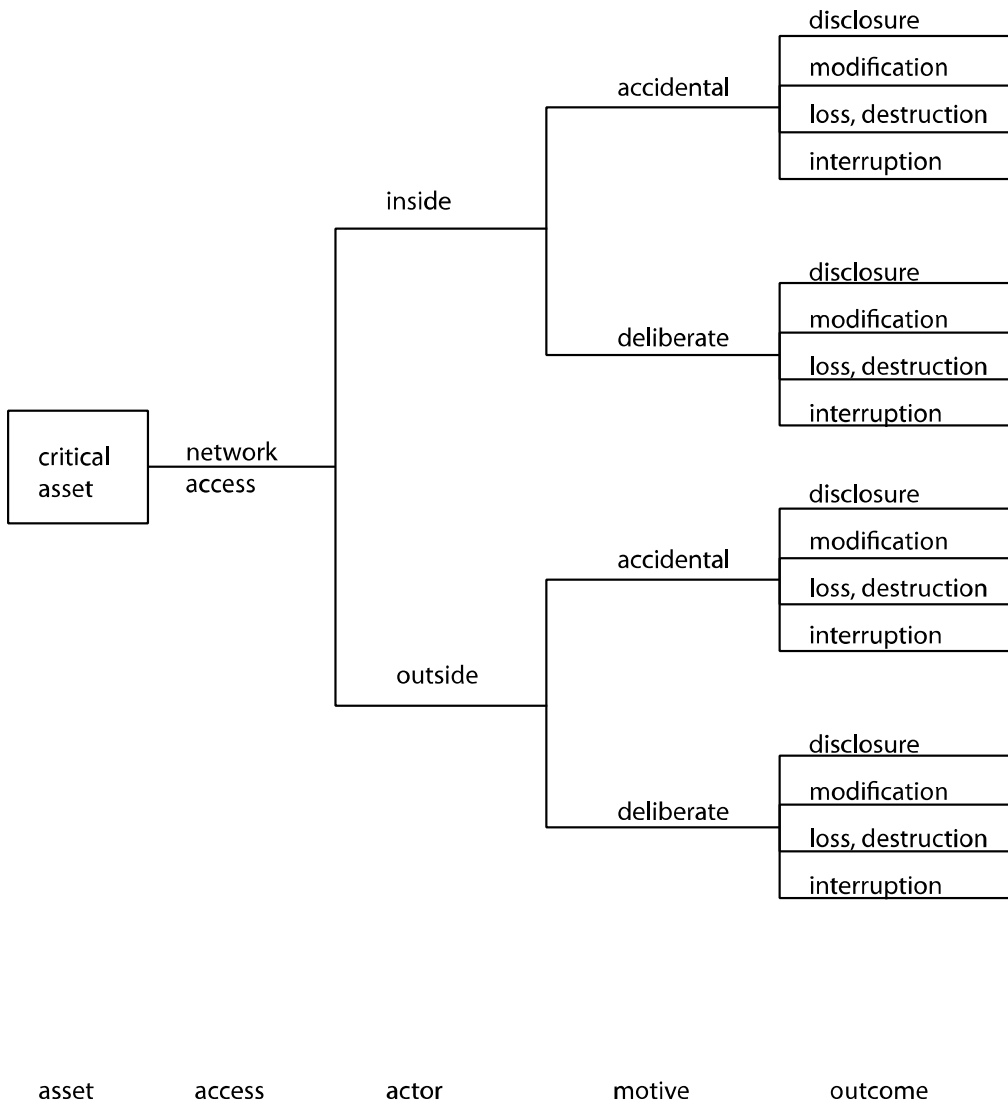 disclosure
modification
accidental
loss, destruction
interruption
inside
disclosure
modification
deliberate
loss, destruction
interruption
critical
asset
network
access
disclosure
modification
accidental
loss, destruction
interruption
outside
disclosure
modification
deliberate
loss, destruction
interruption
asset access actor motive outcome